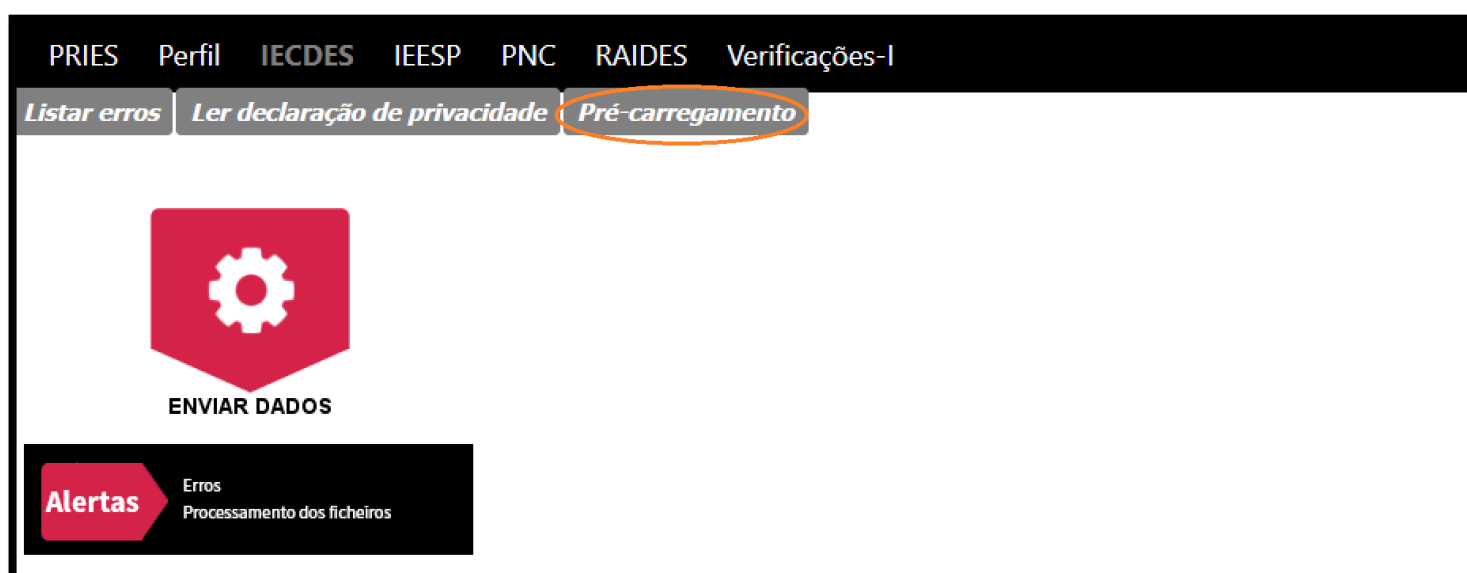 PRIES Perfil IECDES IEESP PNC RAIDES Verificações-I
Listar erros Ler declaração de privacidade Pré-carregamento
ENVIAR DADOS
Alertas
Erros
Processamento dos ficheiros